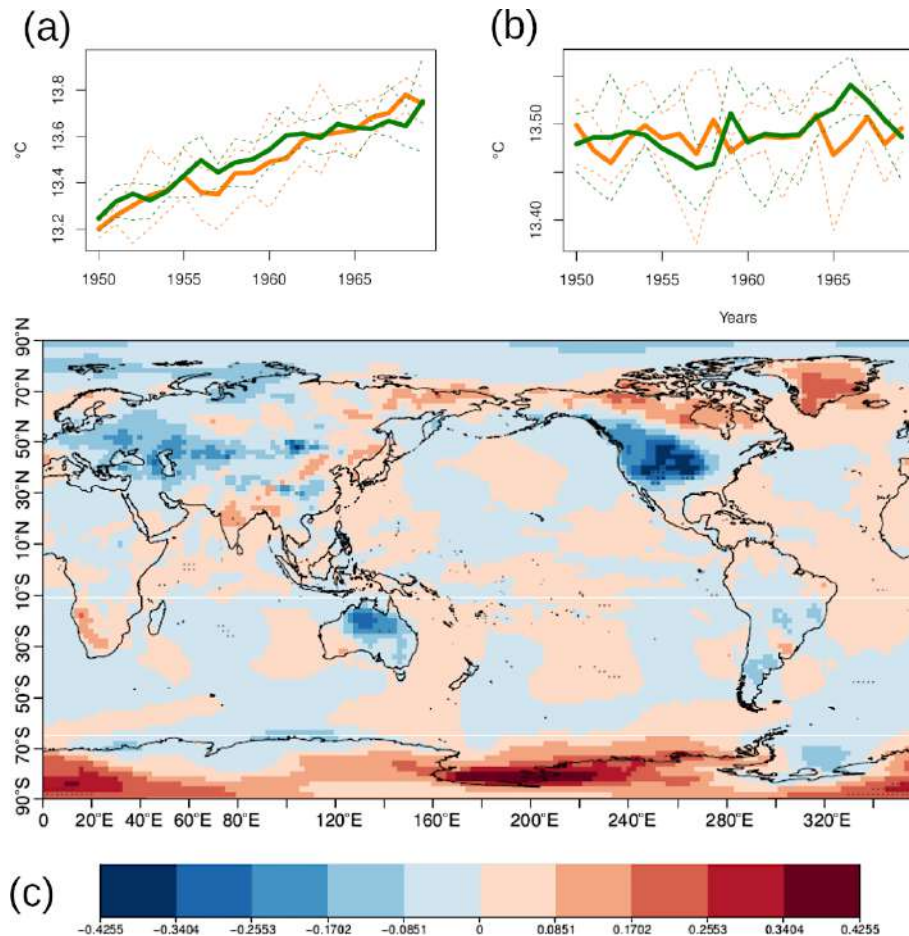 (a)
(b)
°C
13.2 13.4 13.6 13.8
1950 1955 1960 1965
°C
13.40 13.50
1950 1955 1960 1965
Years
90°N
70°N
50°N
30°N
10°N
10°S
30°S
50°S
70°S
90°S
0 20°E 40°E 60°E 80°E 120°E 160°E 200°E 240°E 280°E 320°E
(c)
-0.4255 -0.3404 -0.2553 -0.1702 -0.0851 0 0.0851 0.1702 0.2553 0.3404 0.4255